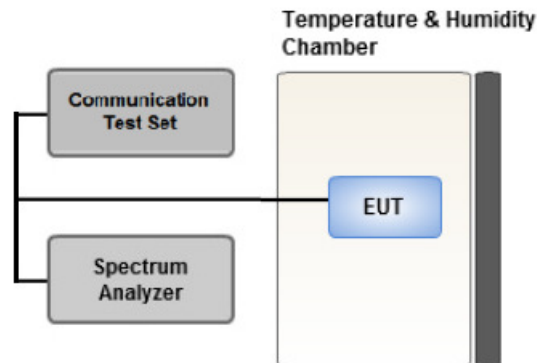 Temperature & Humidity
Chamber
Communication
Test Set
EUT
Spectrum
Analyzer